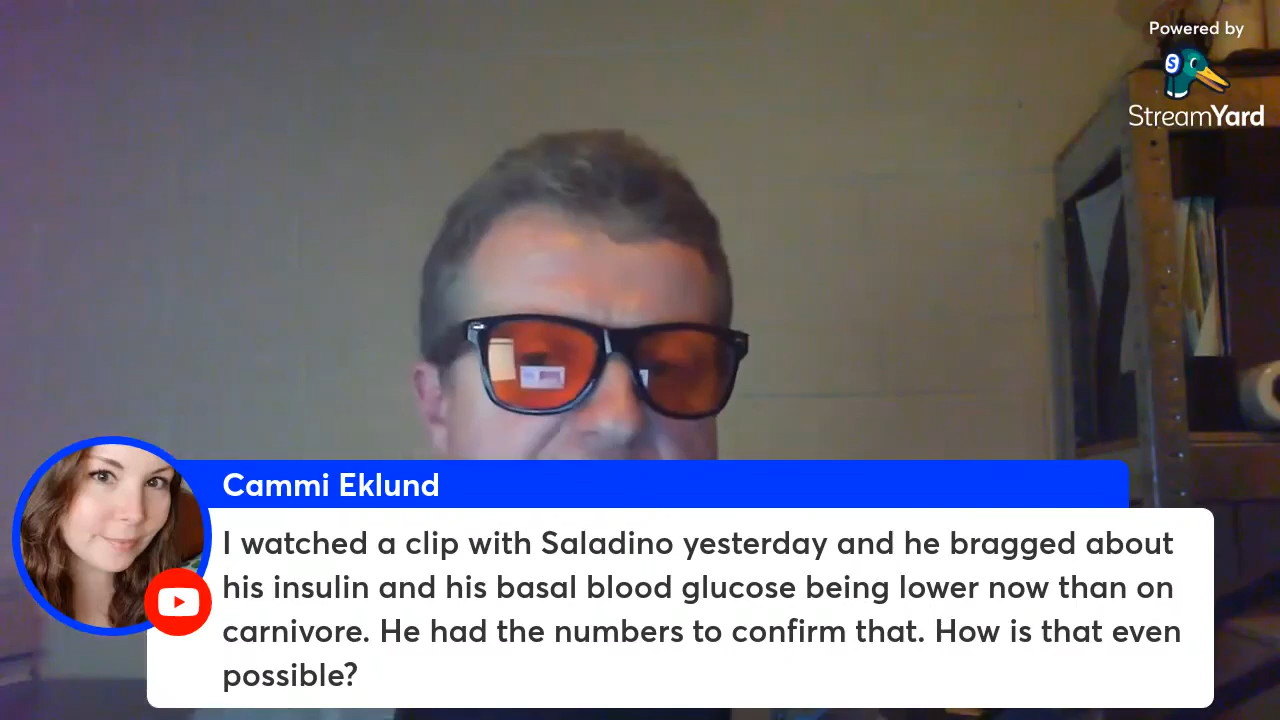 Powered by
StreamYard
Cammi Eklund
I watched a clip with Saladino yesterday and he bragged about
his insulin and his basal blood glucose being lower now than on
carnivore. He had the numbers to confirm that. How is that even
possible?